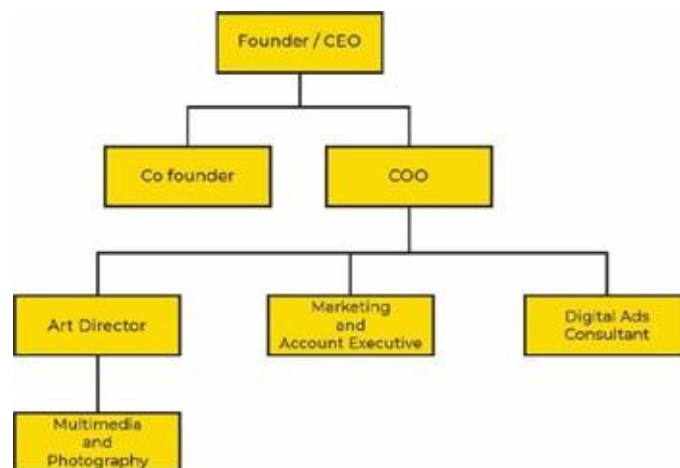 Founder / CEO
Co founder
COO
Art Director
Marketing
and
Account Executive
Digital Ads
Consultant
Multimedia
and
Photography